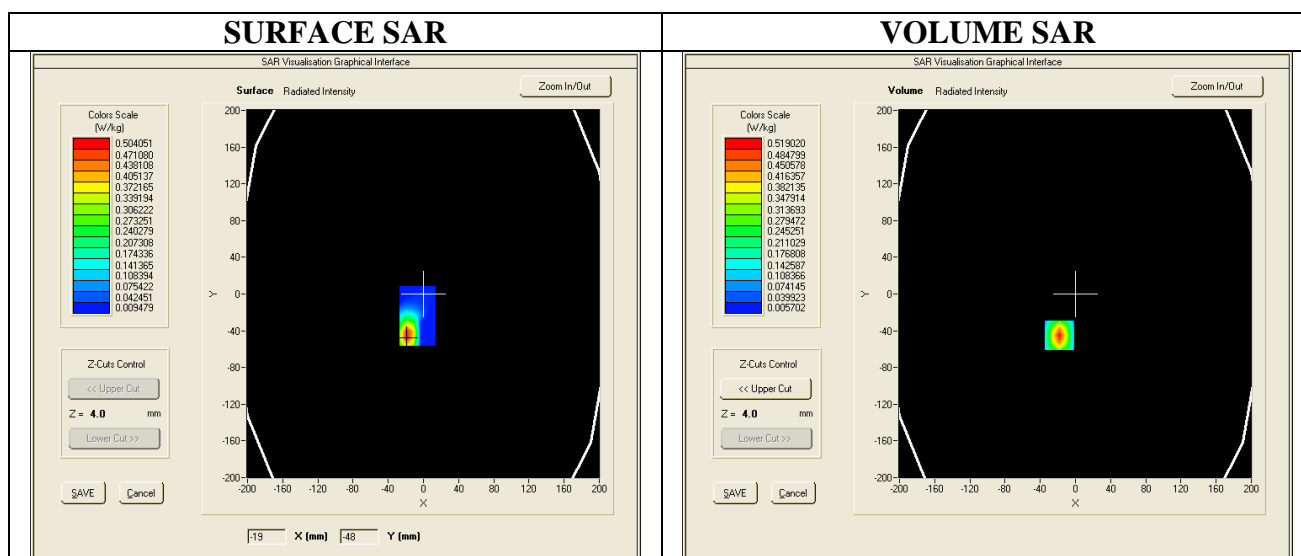 SURFACE SAR
SAR Visualisation Graphical Interface
Surface Radiated Intensity
Zoom In/Out
Colors Scale
(W/kg)
0.504051
0.471080
0.438108
0.405137
0.372165
0.339194
0.306222
0.273251
0.240279
0.207308
0.174336
0.141365
0.108394
0.075422
0.042451
0.009479
Z-Cuts Control
<< Upper Cut
Z = 4.0 mm
Lower Cut >>
SAVE Cancel
200
160
120
80
40
0
-40
-80
-120
-160
-200
Y
-200 -160 -120 -80 -40 0 40 80 120 160 200
X
-19 X (mm) -48 Y (mm)
VOLUME SAR
SAR Visualisation Graphical Interface
Volume Radiated Intensity
Zoom In/Out
Colors Scale
(W/kg)
0.519020
0.484799
0.450578
0.416357
0.382135
0.347914
0.313693
0.279472
0.245251
0.211029
0.176808
0.142587
0.108366
0.074145
0.039923
0.005702
Z-Cuts Control
<< Upper Cut
Z = 4.0 mm
Lower Cut >>
SAVE Cancel
200
160
120
80
40
0
-40
-80
-120
-160
-200
Y
-200 -160 -120 -80 -40 0 40 80 120 160 200
X